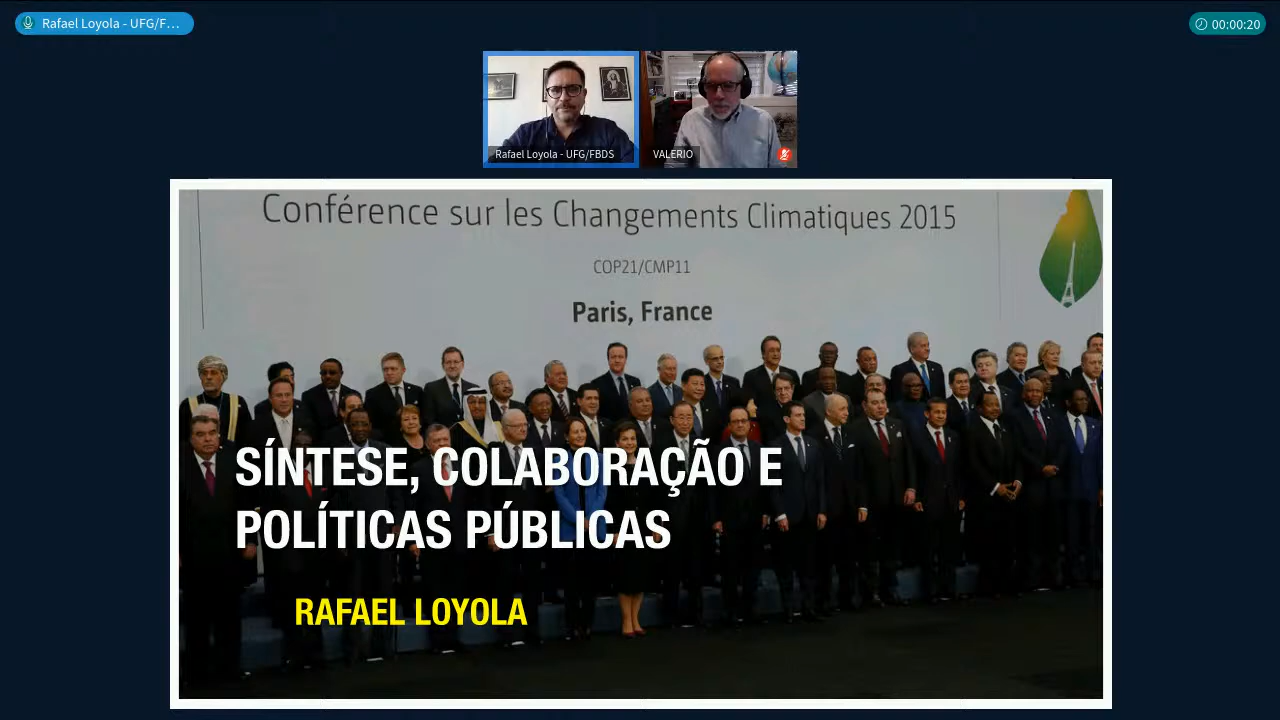 Rafael Loyola - UFG/F...
00:00:20
Rafael Loyola - UFG/FBDS
VALERIO
Conférence sur les Changements Climatiques 2015
COP21/CMP11
Paris, France
SÍNTESE, COLABORAÇÃO E
POLÍTICAS PÚBLICAS
RAFAEL LOYOLA